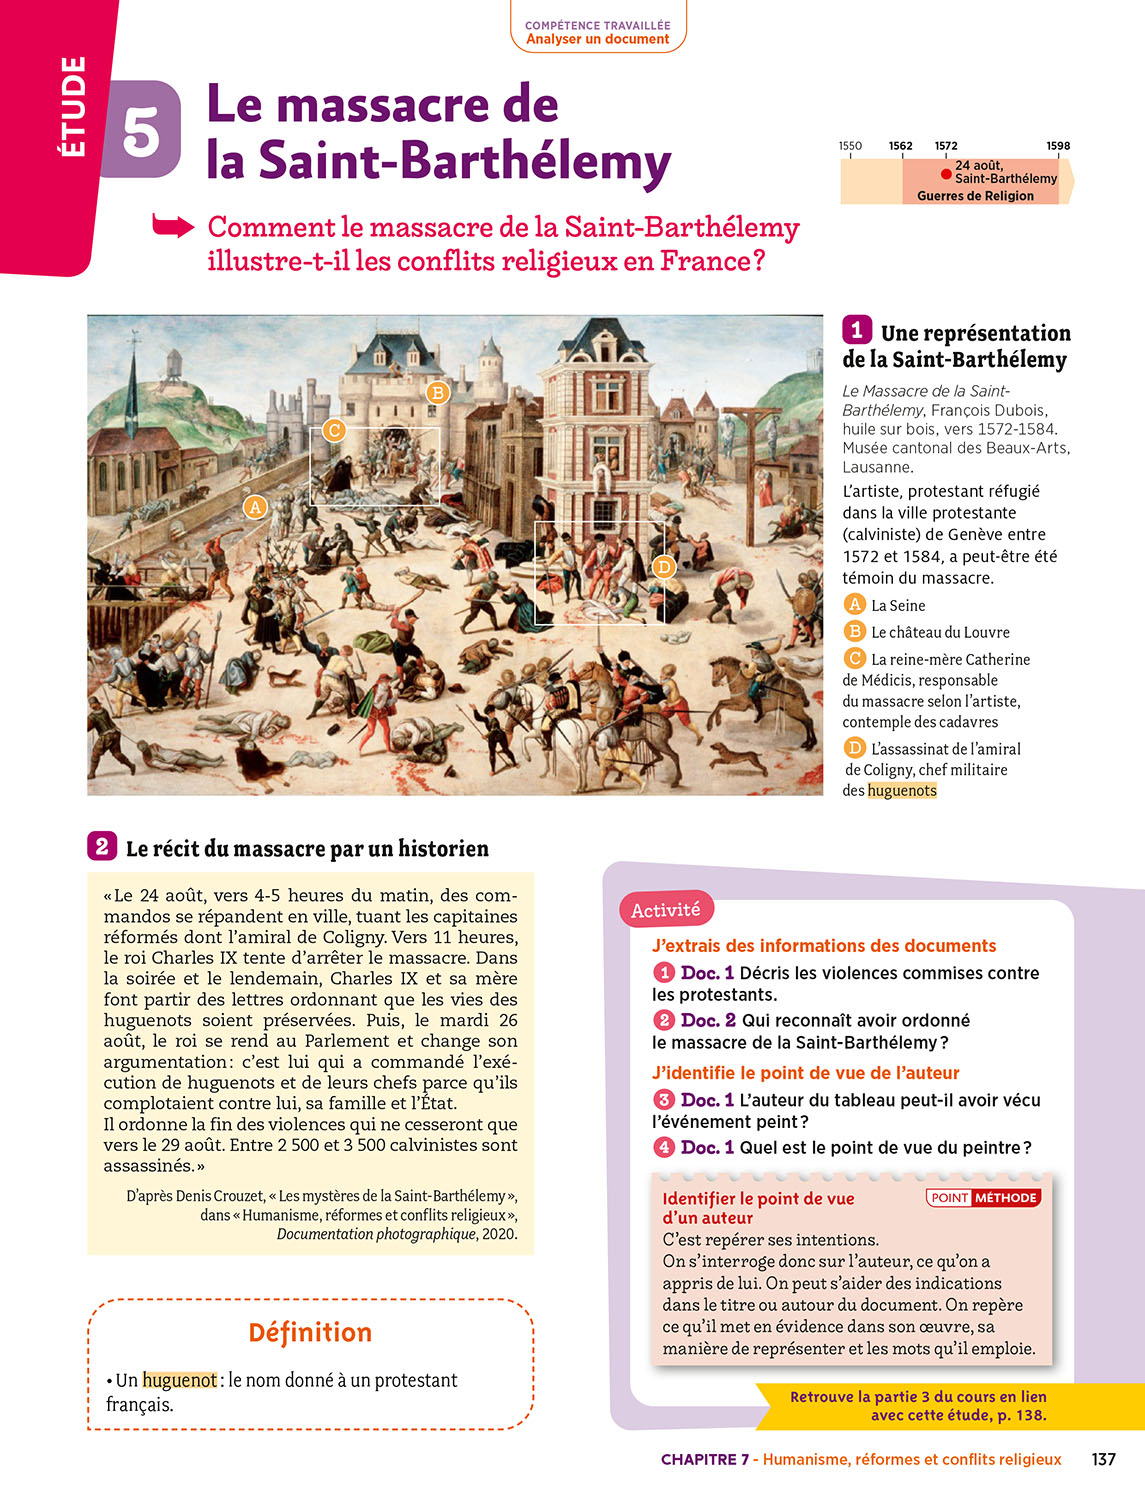 COMPÉTENCE TRAVAILLÉE
Analyser un document
ÉTUDE
5
Le massacre de
la Saint-Barthélemy
Comment le massacre de la Saint-Barthélemy
illustre-t-il les conflits religieux en France ?
1550 1562 1572 1598
24 août,
Saint-Barthélemy
Guerres de Religion
A
B
C
D
1 Une représentation
de la Saint-Barthélemy
Le Massacre de la Saint-
Barthélemy, François Dubois,
huile sur bois, vers 1572-1584.
Musée cantonal des Beaux-Arts,
Lausanne.
L'artiste, protestant réfugié
dans la ville protestante
(calviniste) de Genève entre
1572 et 1584, a peut-être été
témoin du massacre.
A La Seine
B Le château du Louvre
C La reine-mère Catherine
de Médicis, responsable
du massacre selon l'artiste,
contemple des cadavres
D L'assassinat de l'amiral
de Coligny, chef militaire
des huguenots
2 Le récit du massacre par un historien
« Le 24 août, vers 4-5 heures du matin, des com-
mandos se répandent en ville, tuant les capitaines
réformés dont l'amiral de Coligny. Vers 11 heures,
le roi Charles IX tente d'arrêter le massacre. Dans
la soirée et le lendemain, Charles IX et sa mère
font partir des lettres ordonnant que les vies des
huguenots soient préservées. Puis, le mardi 26
août, le roi se rend au Parlement et change son
argumentation : c'est lui qui a commandé l'exé-
cution de huguenots et de leurs chefs parce qu'ils
complotaient contre lui, sa famille et l'État.
Il ordonne la fin des violences qui ne cesseront que
vers le 29 août. Entre 2 500 et 3 500 calvinistes sont
assassinés. »
D'après Denis Crouzet, « Les mystères de la Saint-Barthélemy »,
dans « Humanisme, réformes et conflits religieux »,
Documentation photographique, 2020.
Définition
• Un huguenot : le nom donné à un protestant
français.
Activité
J'extrais des informations des documents
1 Doc. 1 Décris les violences commises contre
les protestants.
2 Doc. 2 Qui reconnaît avoir ordonné
le massacre de la Saint-Barthélemy ?
J'identifie le point de vue de l'auteur
3 Doc. 1 L'auteur du tableau peut-il avoir vécu
l'événement peint ?
4 Doc. 1 Quel est le point de vue du peintre ?
Identifier le point de vue
d'un auteur
POINT MÉTHODE
C'est repérer ses intentions.
On s'interroge donc sur l'auteur, ce qu'on a
appris de lui. On peut s'aider des indications
dans le titre ou autour du document. On repère
ce qu'il met en évidence dans son œuvre, sa
manière de représenter et les mots qu'il emploie.
Retrouve la partie 3 du cours en lien
avec cette étude, p. 138.
CHAPITRE 7 - Humanisme, réformes et conflits religieux 137